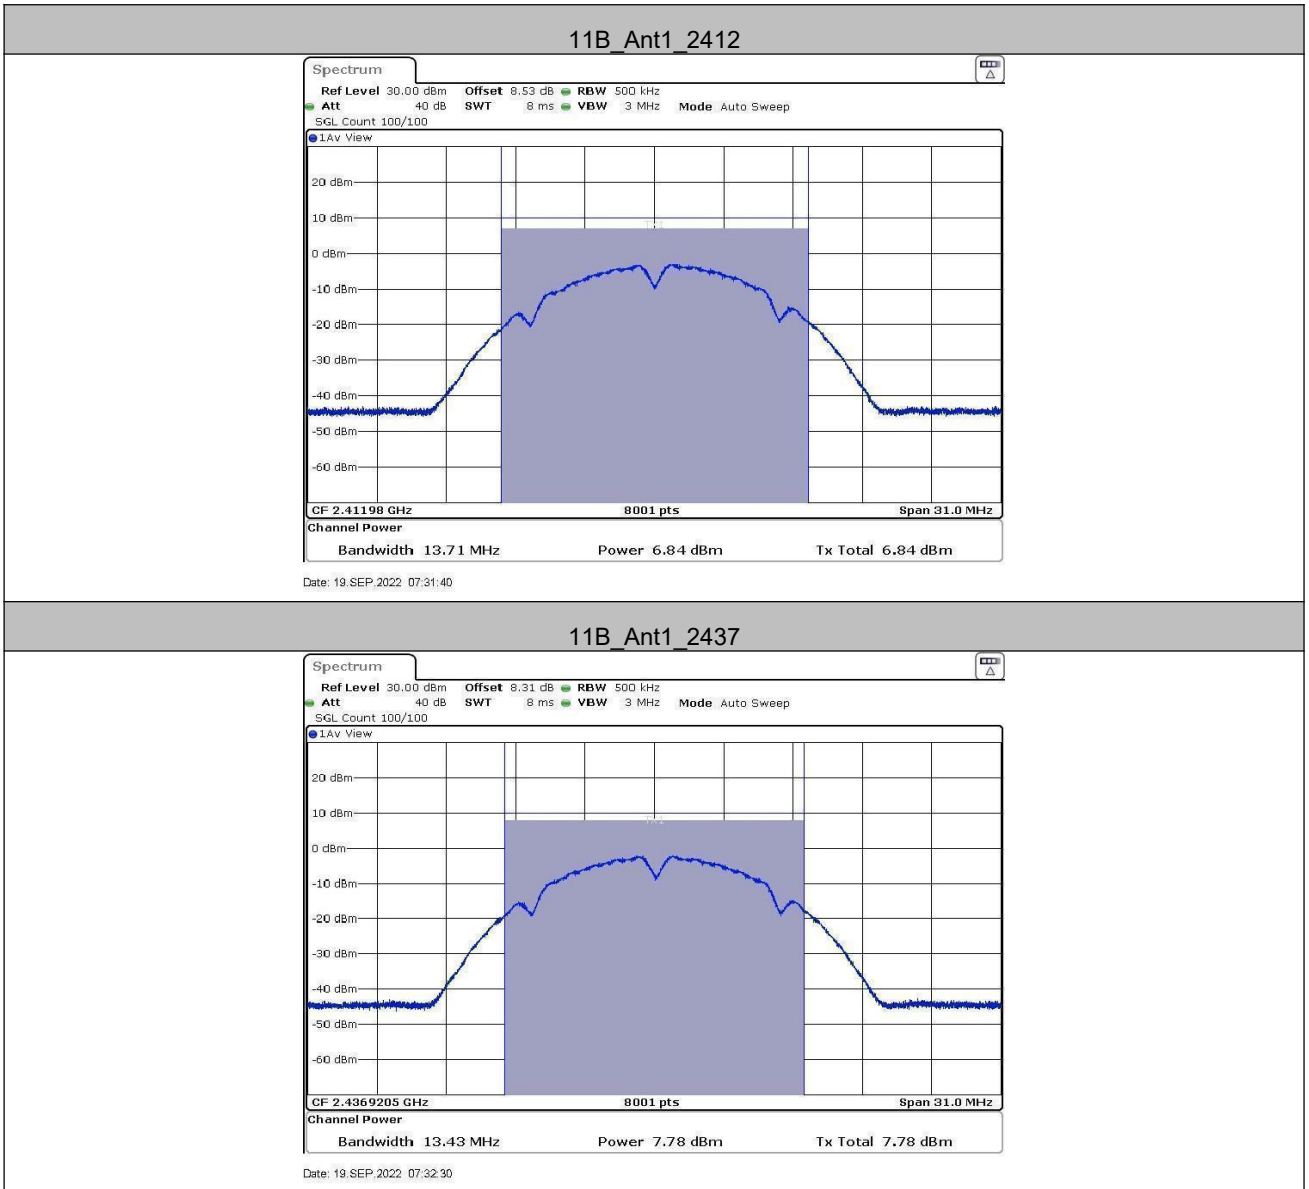 11B_Ant1_2412
Spectrum
Ref Level 30.00 dBm Offset 8.53 dB RBW 500 kHz
Att 40 dB SWT 8 ms VBW 3 MHz Mode Auto Sweep
SGL Count 100/100
1Av View
20 dBm
10 dBm
0 dBm
-10 dBm
-20 dBm
-30 dBm
-40 dBm
-50 dBm
-60 dBm
CF 2.41198 GHz 8001 pts Span 31.0 MHz
Channel Power
Bandwidth 13.71 MHz Power 6.84 dBm Tx Total 6.84 dBm
Date: 19.SEP.2022 07:31:40
11B_Ant1_2437
Spectrum
Ref Level 30.00 dBm Offset 8.31 dB RBW 500 kHz
Att 40 dB SWT 8 ms VBW 3 MHz Mode Auto Sweep
SGL Count 100/100
1Av View
20 dBm
10 dBm
0 dBm
-10 dBm
-20 dBm
-30 dBm
-40 dBm
-50 dBm
-60 dBm
CF 2.4369205 GHz 8001 pts Span 31.0 MHz
Channel Power
Bandwidth 13.43 MHz Power 7.78 dBm Tx Total 7.78 dBm
Date: 19.SEP.2022 07:32:30